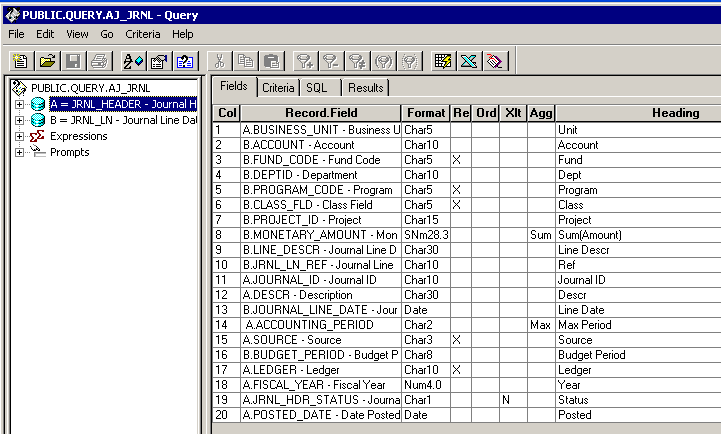 PUBLIC.QUERY.AJ_JRNL - Query
File Edit View Go Criteria Help
PUBLIC.QUERY.AJ_JRNL
A = JRNL_HEADER - Journal H
B = JRNL_LN - Journal Line Dat
Expressions
Prompts
Fields Criteria SQL Results
Col Record.Field Format Re Ord Xlt Agg Heading
1 A.BUSINESS_UNIT - Business U Char5 Unit
2 B.ACCOUNT - Account Char10 Account
3 B.FUND_CODE - Fund Code Char5 X Fund
4 B.DEPTID - Department Char10 Dept
5 B.PROGRAM_CODE - Program Char5 X Program
6 B.CLASS_FLD - Class Field Char5 X Class
7 B.PROJECT_ID - Project Char15 Project
8 B.MONETARY_AMOUNT - Mon SNm28.3 Sum Sum(Amount)
9 B.LINE_DESCR - Journal Line D Char30 Line Descr
10 B.JRNL_LN_REF - Journal Line Char10 Ref
11 A.JOURNAL_ID - Journal ID Char10 Journal ID
12 A.DESCR - Description Char30 Descr
13 B.JOURNAL_LINE_DATE - Jour Date Line Date
14 A.ACCOUNTING_PERIOD Char2 Max Max Period
15 A.SOURCE - Source Char3 X Source
16 B.BUDGET_PERIOD - Budget P Char8 Budget Period
17 A.LEDGER - Ledger Char10 X Ledger
18 A.FISCAL_YEAR - Fiscal Year Num4.0 Year
19 A.JRNL_HDR_STATUS - Journa Char1 N Status
20 A.POSTED_DATE - Date Posted Date Posted